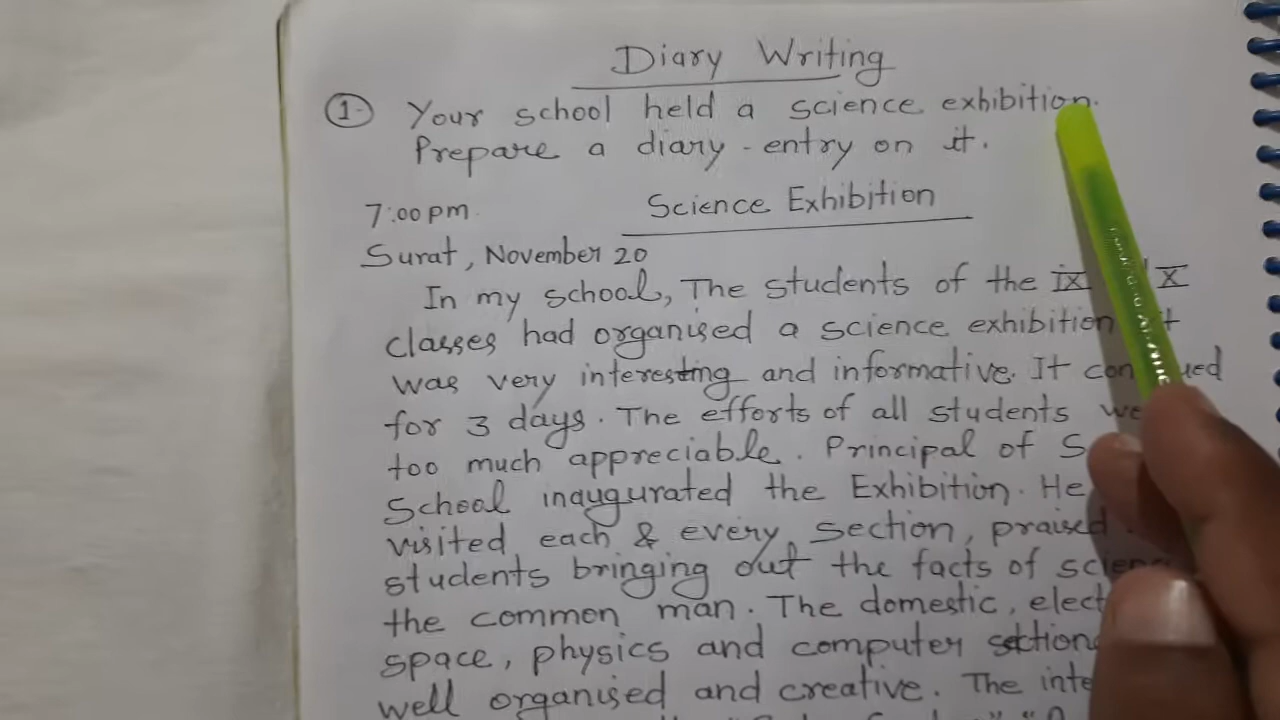 Diary Writing
1. Your school held a science exhibition.
Prepare a diary-entry on it.
7:00pm. Science Exhibition
Surat, November 20
In my school, The students of the IX X
classes had organised a science exhibition
was very interesting and informative. It
for 3 days. The efforts of all students
too much appreciable. Principal of
School inaugurated the Exhibition. He
visited each & every section, praised
students bringing out the facts of
the common man. The domestic,
space, physics and computer sections
well organised and creative. The